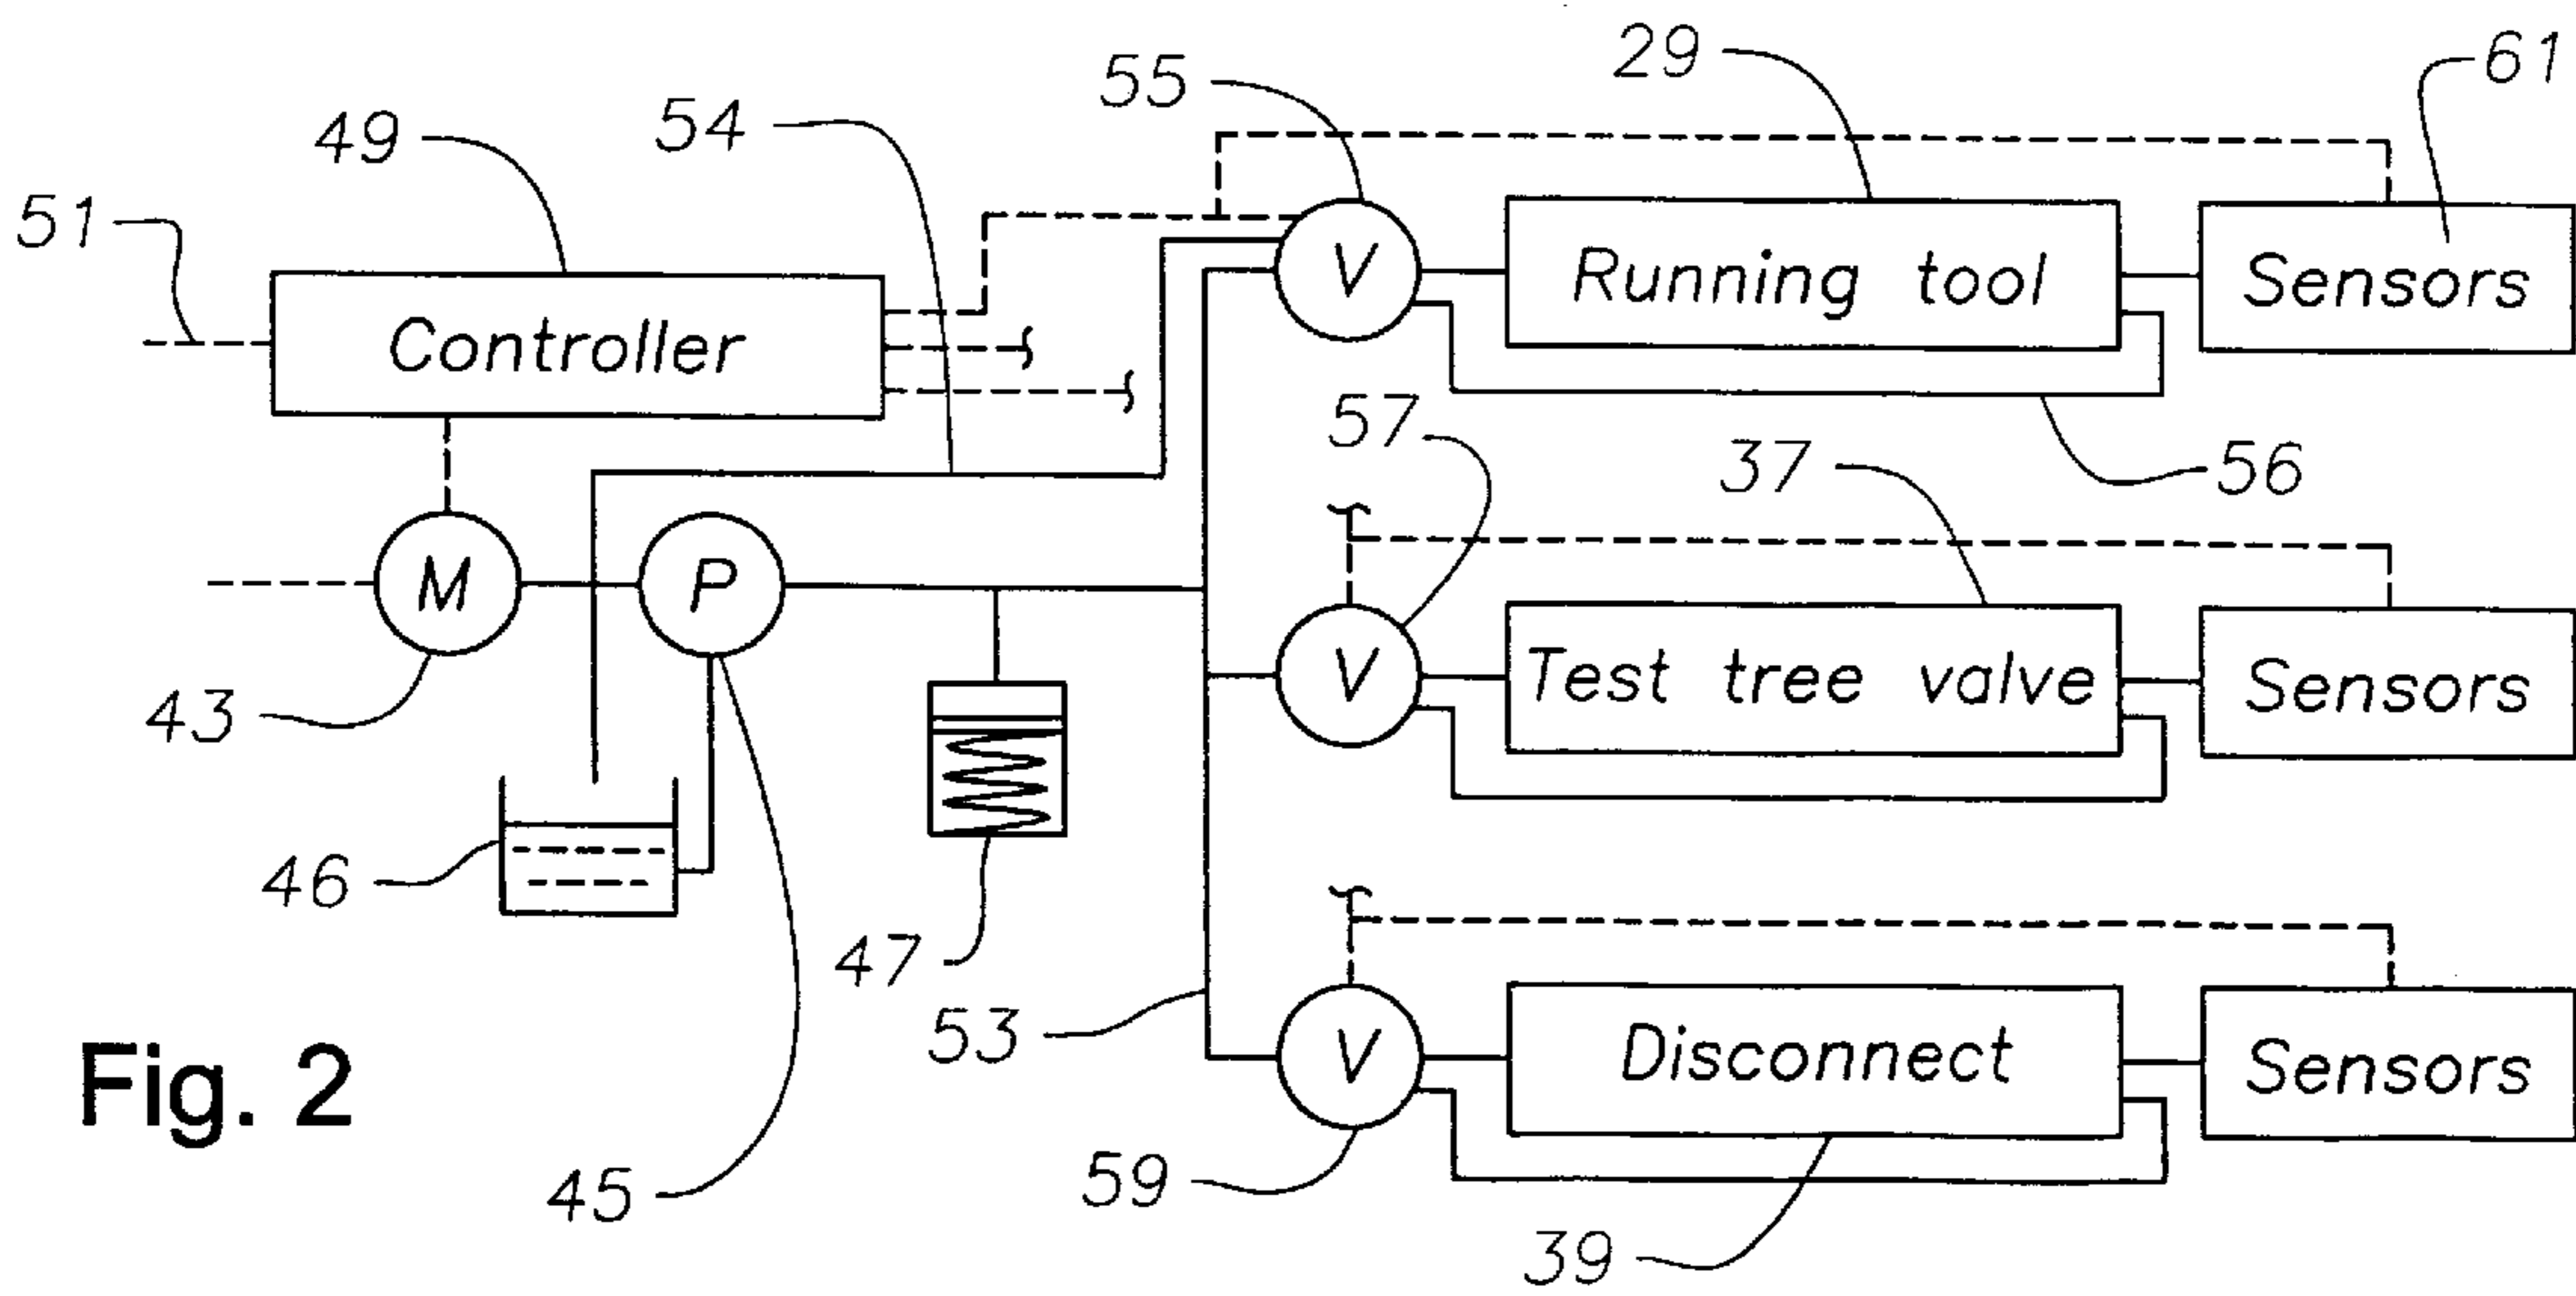 29
61
55
54
49
51
V
Running tool
Sensors
Controller
57
37
56
M
P
V
Test tree valve
Sensors
43
46
47
53
V
Disconnect
Sensors
Fig. 2
45
59
39